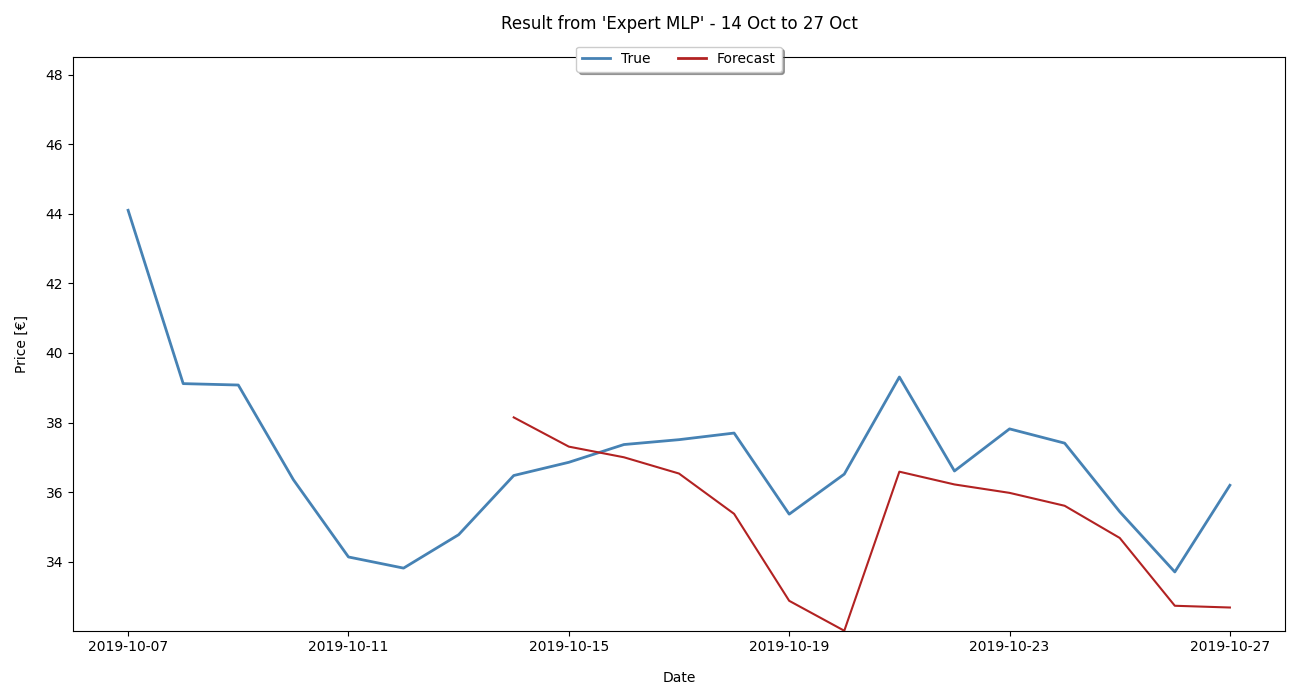 Result from 'Expert MLP' - 14 Oct to 27 Oct
True Forecast
48
46
44
42
40
38
36
34
Price [€]
2019-10-07 2019-10-11 2019-10-15 2019-10-19 2019-10-23 2019-10-27
Date